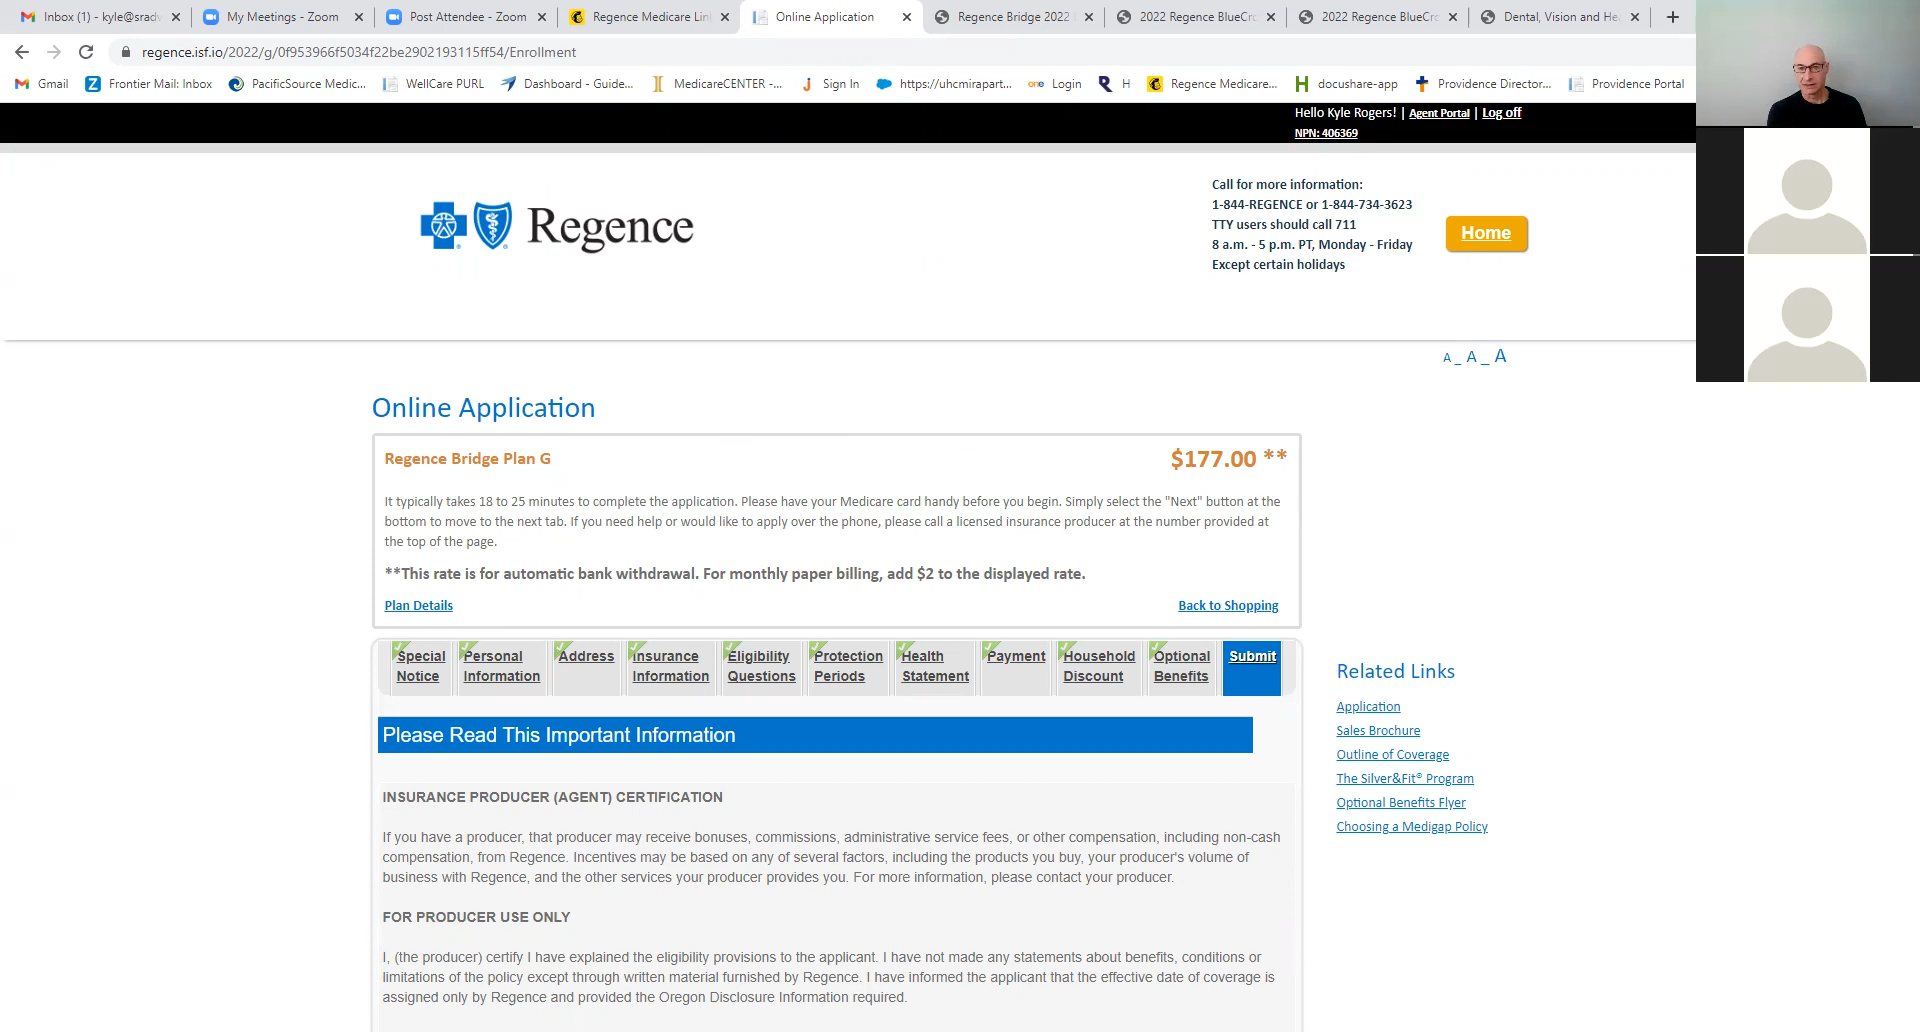 Inbox (1) - kyle@sradv
My Meetings - Zoom
Post Attendee - Zoom
Regence Medicare Lin
Online Application
Regence Bridge 2022
2022 Regence BlueCro
2022 Regence BlueCro
Dental, Vision and He
regence.isf.io/2022/g/0f953966f5034f22be2902193115ff54/Enrollment
Gmail
Frontier Mail: Inbox
PacificSource Medic...
WellCare PURL
Dashboard - Guide...
MedicareCENTER -...
Sign In
https://uhcmirapart...
one Login
H
Regence Medicare...
docushare-app
Providence Director...
Providence Portal
Hello Kyle Rogers! | Agent Portal | Log off
NPN: 406369
Regence
Call for more information:
1-844-REGENCE or 1-844-734-3623
TTY users should call 711
8 a.m. - 5 p.m. PT, Monday - Friday
Except certain holidays
Home
A _ A _ A
Online Application
Regence Bridge Plan G
$177.00 **
It typically takes 18 to 25 minutes to complete the application. Please have your Medicare card handy before you begin. Simply select the "Next" button at the
bottom to move to the next tab. If you need help or would like to apply over the phone, please call a licensed insurance producer at the number provided at
the top of the page.
**This rate is for automatic bank withdrawal. For monthly paper billing, add $2 to the displayed rate.
Plan Details
Back to Shopping
Special
Notice
Personal
Information
Address
Insurance
Information
Eligibility
Questions
Protection
Periods
Health
Statement
Payment
Household
Discount
Optional
Benefits
Submit
Please Read This Important Information
INSURANCE PRODUCER (AGENT) CERTIFICATION
If you have a producer, that producer may receive bonuses, commissions, administrative service fees, or other compensation, including non-cash
compensation, from Regence. Incentives may be based on any of several factors, including the products you buy, your producer's volume of
business with Regence, and the other services your producer provides you. For more information, please contact your producer.
FOR PRODUCER USE ONLY
I, (the producer) certify I have explained the eligibility provisions to the applicant. I have not made any statements about benefits, conditions or
limitations of the policy except through written material furnished by Regence. I have informed the applicant that the effective date of coverage is
assigned only by Regence and provided the Oregon Disclosure Information required.
Related Links
Application
Sales Brochure
Outline of Coverage
The Silver&Fit® Program
Optional Benefits Flyer
Choosing a Medigap Policy